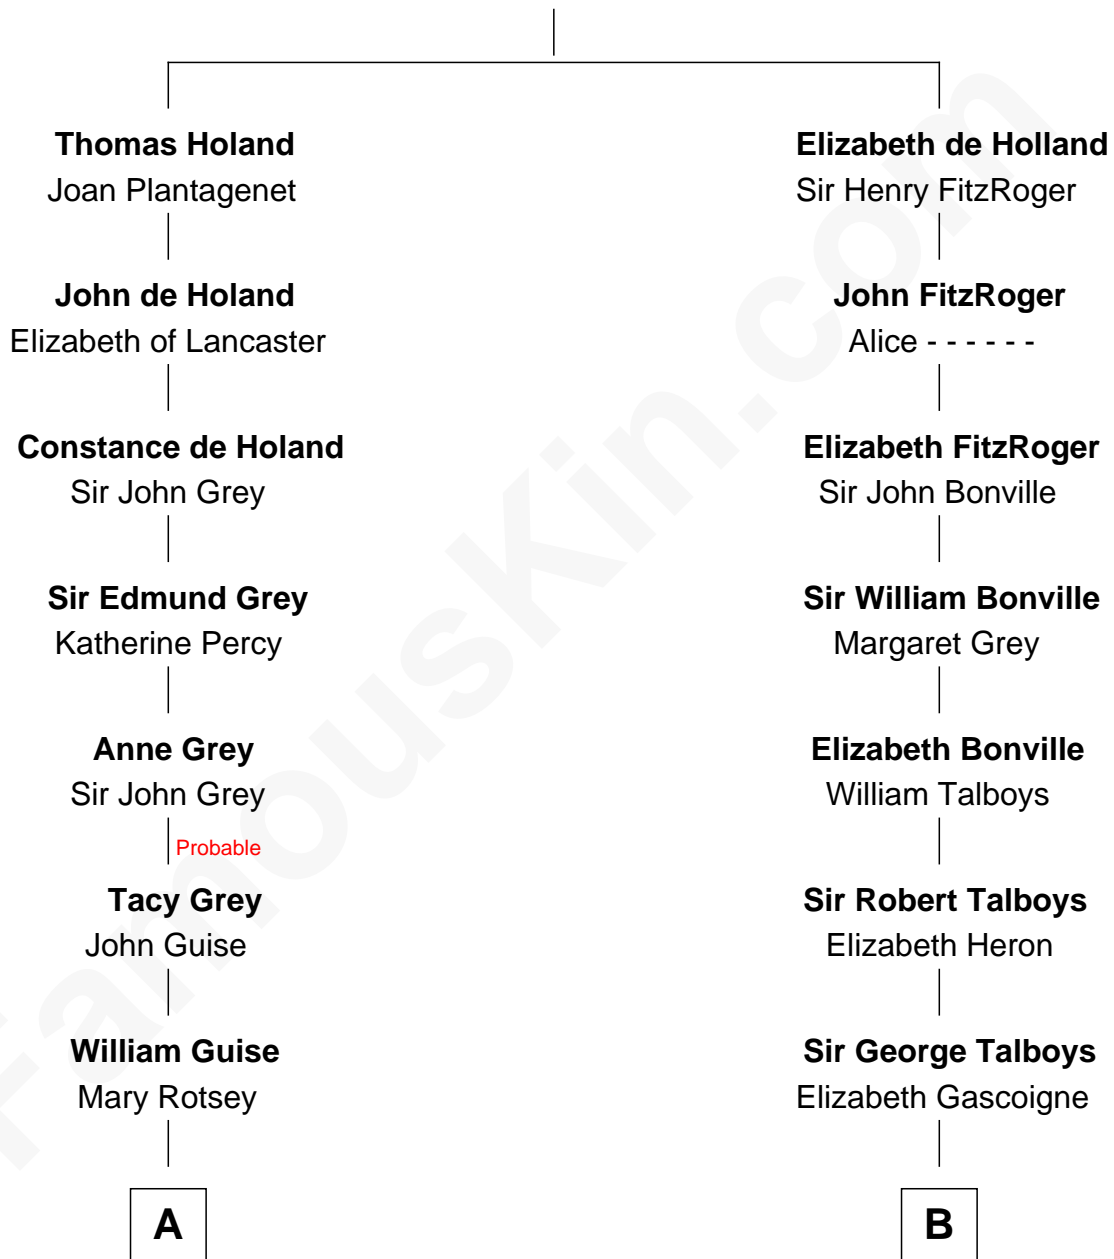 Thomas Holand
Joan Plantagenet
John de Holand
Elizabeth of Lancaster
Constance de Holand
Sir John Grey
Sir Edmund Grey
Katherine Percy
Anne Grey
Sir John Grey
Probable
Tacy Grey
John Guise
William Guise
Mary Rotsey
A
Elizabeth de Holland
Sir Henry FitzRoger
John FitzRoger
Alice - - - - - -
Elizabeth FitzRoger
Sir John Bonville
Sir William Bonville
Margaret Grey
Elizabeth Bonville
William Talboys
Sir Robert Talboys
Elizabeth Heron
Sir George Talboys
Elizabeth Gascoigne
B
FamousKin.com